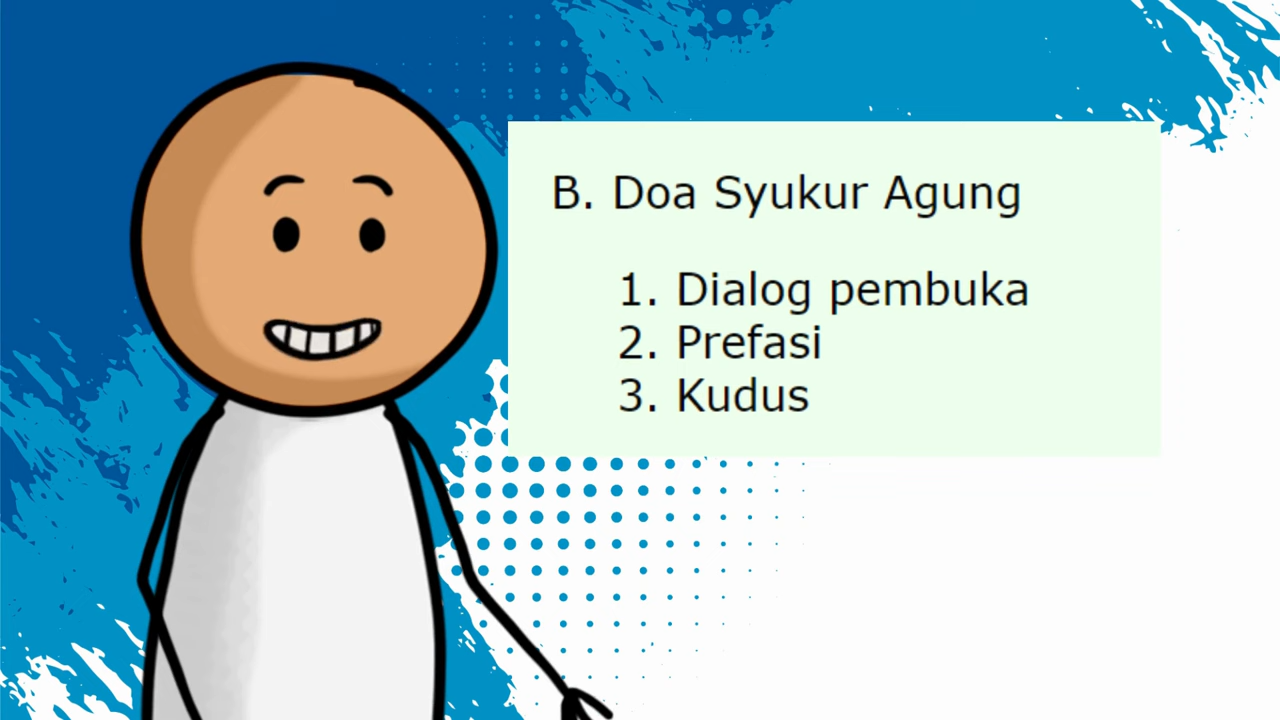 B. Doa Syukur Agung
1. Dialog pembuka
2. Prefasi
3. Kudus